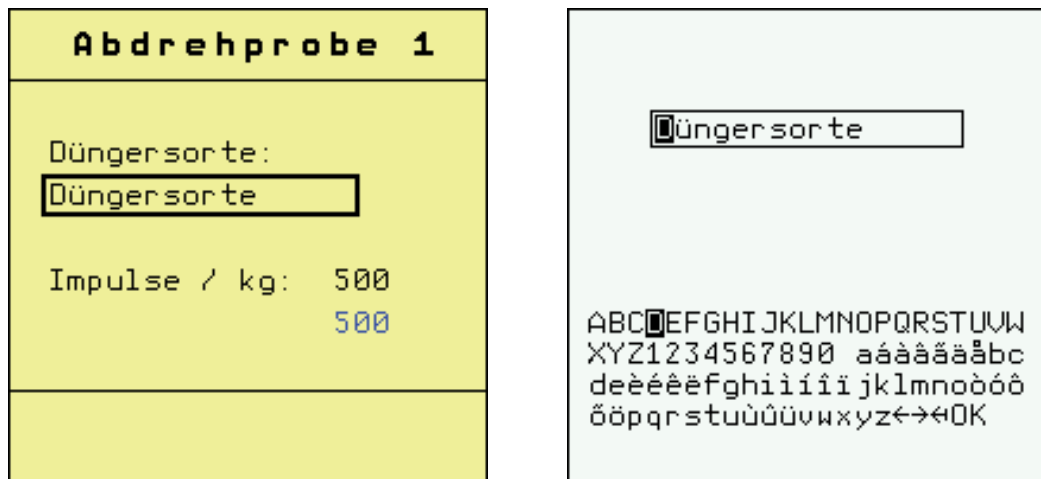 Abdrehprobe 1
Düngersorte:
Düngersorte
Impulse / kg: 500
500
Düngersorte
ABCDEFGHIJKLMNOPQRSTUVW
XYZ1234567890 aáàâãäåbc
deèéêëfghiìíîïjklmnoòóô
õöpqrstuùûüvwxyz←→↵OK